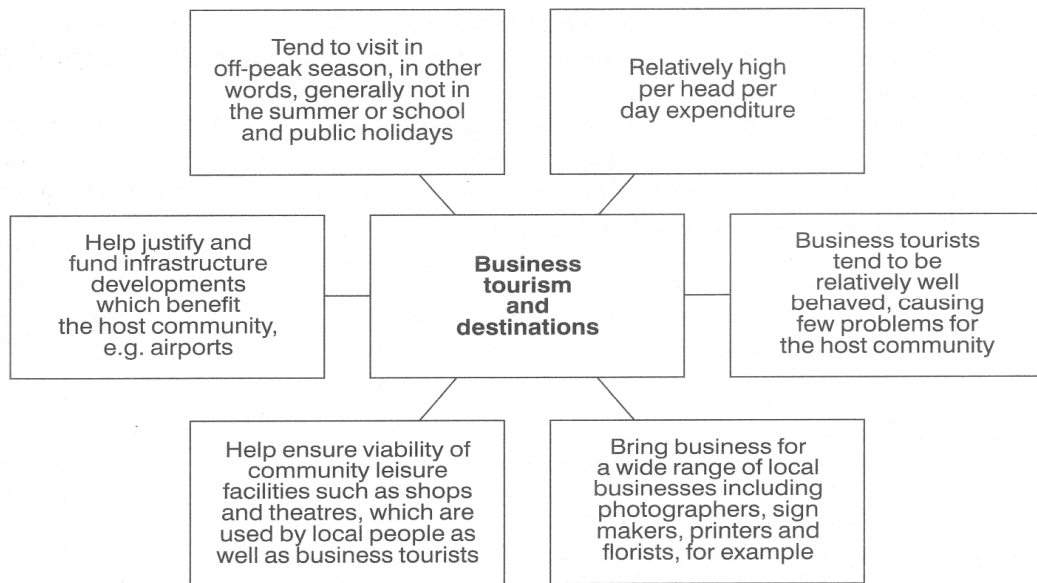 Tend to visit in
off-peak season, in other
words, generally not in
the summer or school
and public holidays
Relatively high
per head per
day expenditure
Help justify and
fund infrastructure
developments
which benefit
the host community,
e.g. airports
Business
tourism
and
destinations
Business tourists
tend to be
relatively well
behaved, causing
few problems for
the host community
Help ensure viability of
community leisure
facilities such as shops
and theatres, which are
used by local people as
well as business tourists
Bring business for
a wide range of local
businesses including
photographers, sign
makers, printers and
florists, for example